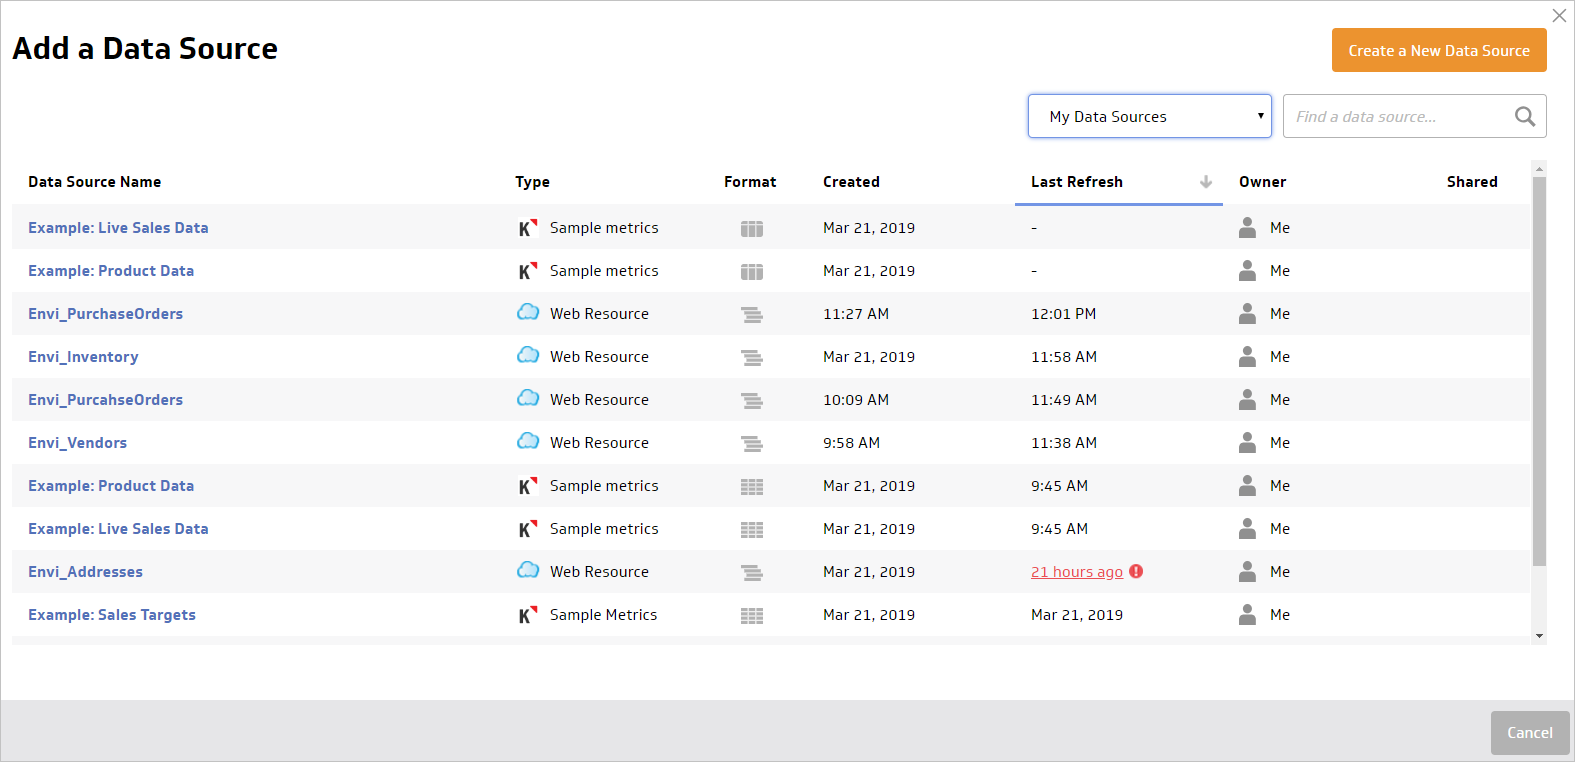 Add a Data Source
Create a New Data Source
My Data Sources
Find a data source...
Data Source Name Type Format Created Last Refresh Owner Shared
Example: Live Sales Data K Sample metrics Mar 21, 2019 - Me
Example: Product Data K Sample metrics Mar 21, 2019 - Me
Envi_PurchaseOrders Web Resource 11:27 AM 12:01 PM Me
Envi_Inventory Web Resource Mar 21, 2019 11:58 AM Me
Envi_PurcahseOrders Web Resource 10:09 AM 11:49 AM Me
Envi_Vendors Web Resource 9:58 AM 11:38 AM Me
Example: Product Data K Sample metrics Mar 21, 2019 9:45 AM Me
Example: Live Sales Data K Sample metrics Mar 21, 2019 9:45 AM Me
Envi_Addresses Web Resource Mar 21, 2019 21 hours ago ! Me
Example: Sales Targets K Sample Metrics Mar 21, 2019 Mar 21, 2019 Me
Cancel